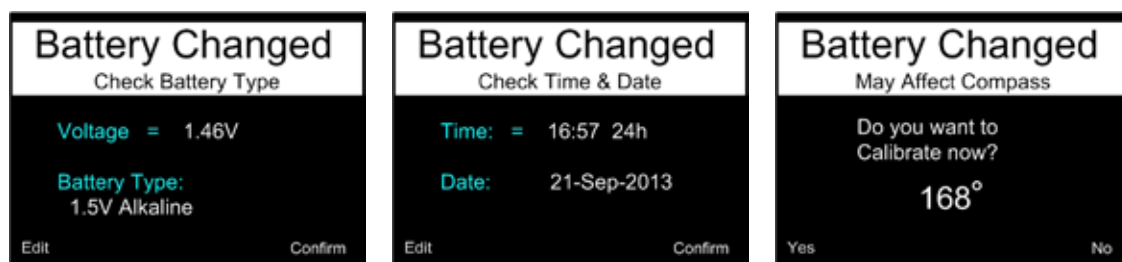 Battery Changed
Check Battery Type
Voltage = 1.46V
Battery Type:
1.5V Alkaline
Edit Confirm
Battery Changed
Check Time & Date
Time: = 16:57 24h
Date: 21-Sep-2013
Edit Confirm
Battery Changed
May Affect Compass
Do you want to
Calibrate now?
168°
Yes No